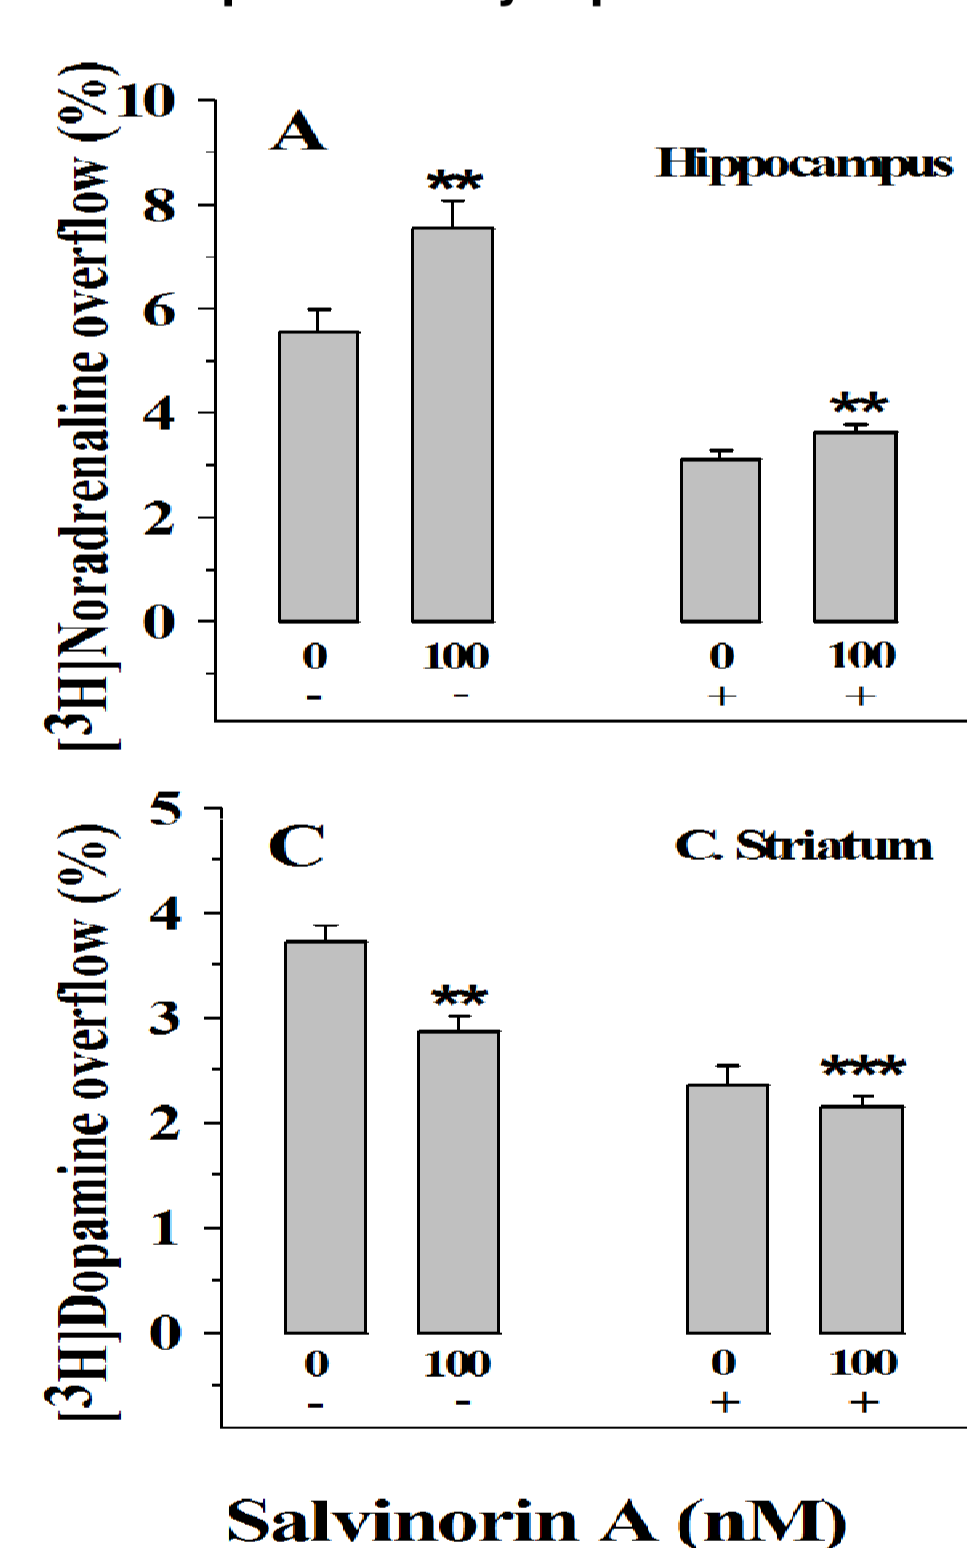 [3H]Noradrenaline overflow (%)
10
8
6
4
2
0
A
Hippocampus
**
**
0 100 0 100
- - + +
[3H]Dopamine overflow (%)
5
4
3
2
1
0
C
C. Striatum
**
***
0 100 0 100
- - + +
Salvinorin A (nM)